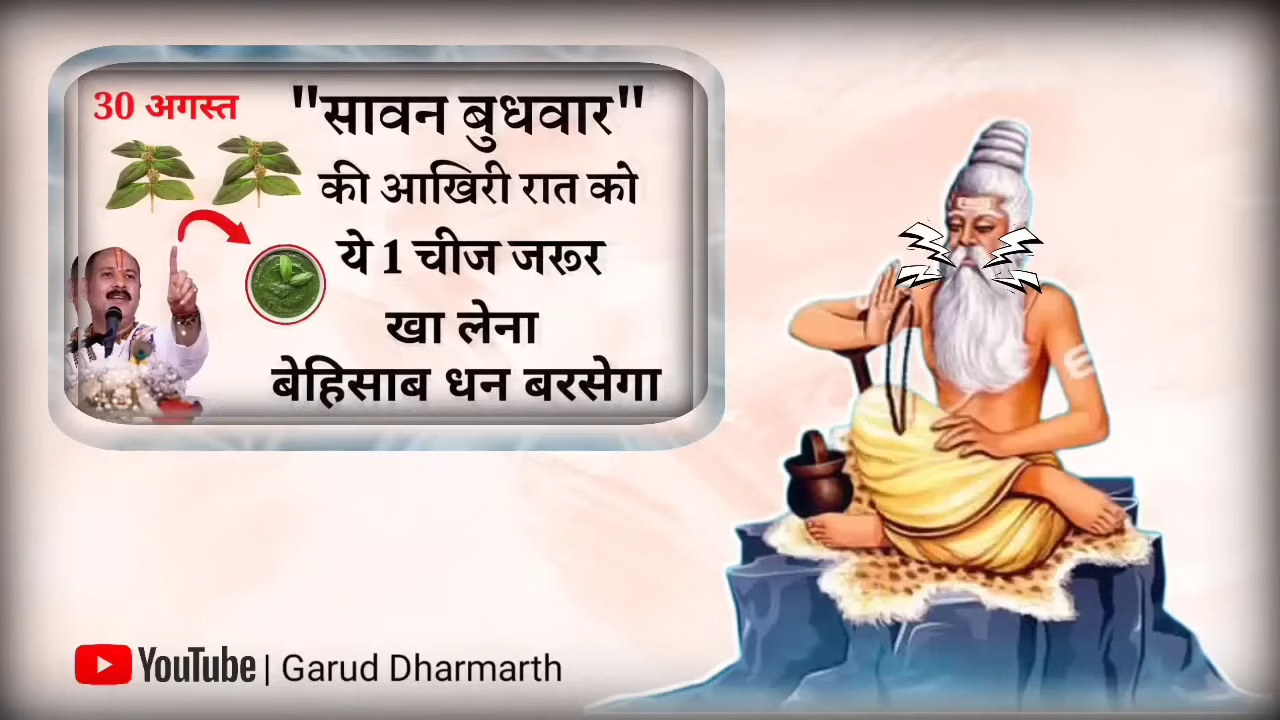 30 अगस्त
"सावन बुधवार"
की आखिरी रात को
ये 1 चीज जरूर
खा लेना
बेहिसाब धन बरसेगा
YouTube | Garud Dharmarth